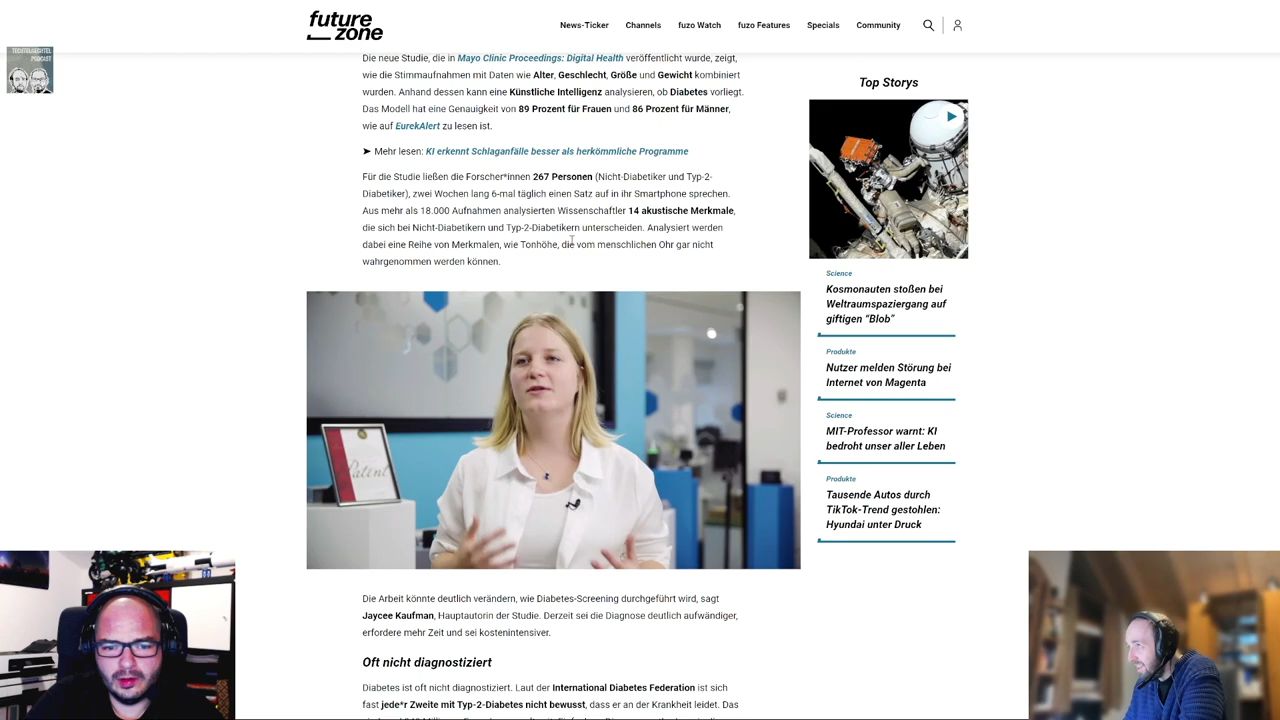 future
zone
News-Ticker
Channels
fuzo Watch
fuzo Features
Specials
Community
TECHTELMECHTEL
PODCAST
Die neue Studie, die in Mayo Clinic Proceedings: Digital Health veröffentlicht wurde, zeigt,
wie die Stimmaufnahmen mit Daten wie Alter, Geschlecht, Größe und Gewicht kombiniert
wurden. Anhand dessen kann eine Künstliche Intelligenz analysieren, ob Diabetes vorliegt.
Das Modell hat eine Genauigkeit von 89 Prozent für Frauen und 86 Prozent für Männer,
wie auf EurekAlert zu lesen ist.
➤ Mehr lesen: KI erkennt Schlaganfälle besser als herkömmliche Programme
Für die Studie ließen die Forscher*innen 267 Personen (Nicht-Diabetiker und Typ-2-
Diabetiker), zwei Wochen lang 6-mal täglich einen Satz auf in ihr Smartphone sprechen.
Aus mehr als 18.000 Aufnahmen analysierten Wissenschaftler 14 akustische Merkmale,
die sich bei Nicht-Diabetikern und Typ-2-Diabetikern unterscheiden. Analysiert werden
dabei eine Reihe von Merkmalen, wie Tonhöhe, die vom menschlichen Ohr gar nicht
wahrgenommen werden können.
Patent
Die Arbeit könnte deutlich verändern, wie Diabetes-Screening durchgeführt wird, sagt
Jaycee Kaufman, Hauptautorin der Studie. Derzeit sei die Diagnose deutlich aufwändiger,
erfordere mehr Zeit und sei kostenintensiver.
Oft nicht diagnostiziert
Diabetes ist oft nicht diagnostiziert. Laut der International Diabetes Federation ist sich
fast jede*r Zweite mit Typ-2-Diabetes nicht bewusst, dass er an der Krankheit leidet. Das
Top Storys
Science
Kosmonauten stoßen bei
Weltraumspaziergang auf
giftigen “Blob”
Produkte
Nutzer melden Störung bei
Internet von Magenta
Science
MIT-Professor warnt: KI
bedroht unser aller Leben
Produkte
Tausende Autos durch
TikTok-Trend gestohlen:
Hyundai unter Druck